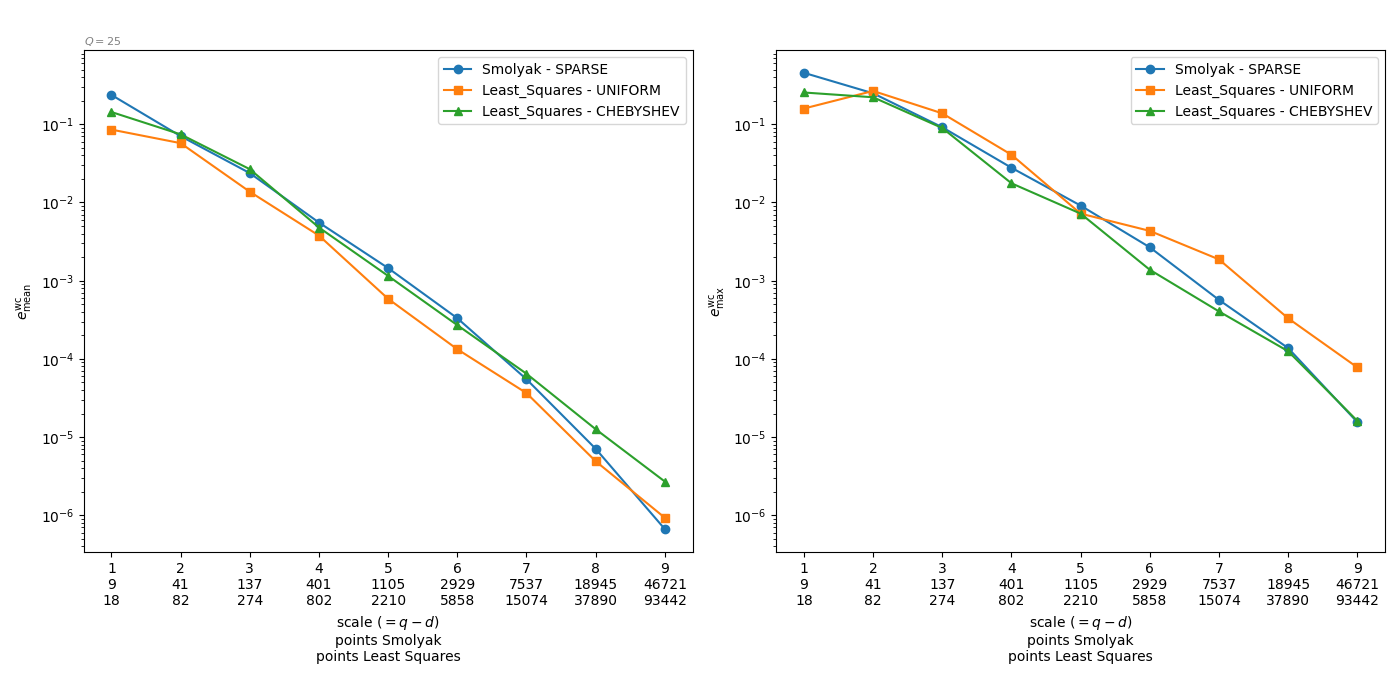 Q = 25
Smolyak - SPARSE
Least_Squares - UNIFORM
Least_Squares - CHEBYSHEV
10⁻¹
10⁻²
10⁻³
10⁻⁴
10⁻⁵
10⁻⁶
e^wc_mean
1 2 3 4 5 6 7 8 9
9 41 137 401 1105 2929 7537 18945 46721
18 82 274 802 2210 5858 15074 37890 93442
scale (= q − d)
points Smolyak
points Least Squares
Smolyak - SPARSE
Least_Squares - UNIFORM
Least_Squares - CHEBYSHEV
10⁻¹
10⁻²
10⁻³
10⁻⁴
10⁻⁵
10⁻⁶
e^wc_max
1 2 3 4 5 6 7 8 9
9 41 137 401 1105 2929 7537 18945 46721
18 82 274 802 2210 5858 15074 37890 93442
scale (= q − d)
points Smolyak
points Least Squares